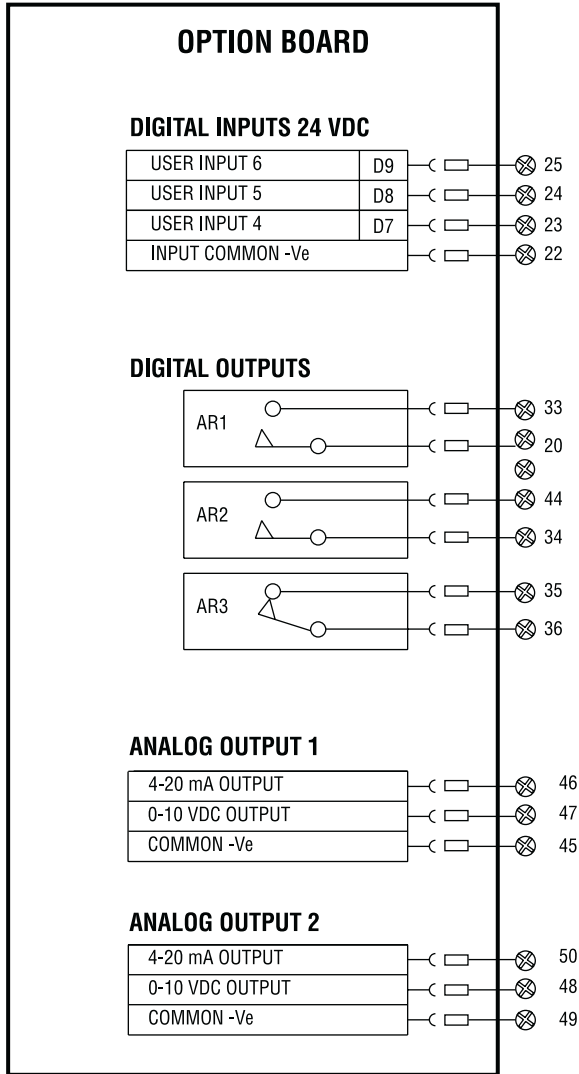 OPTION BOARD
DIGITAL INPUTS 24 VDC
USER INPUT 6 D9 25
USER INPUT 5 D8 24
USER INPUT 4 D7 23
INPUT COMMON -Ve 22
DIGITAL OUTPUTS
AR1 33
20
AR2 44
34
AR3 35
36
ANALOG OUTPUT 1
4-20 mA OUTPUT 46
0-10 VDC OUTPUT 47
COMMON -Ve 45
ANALOG OUTPUT 2
4-20 mA OUTPUT 50
0-10 VDC OUTPUT 48
COMMON -Ve 49